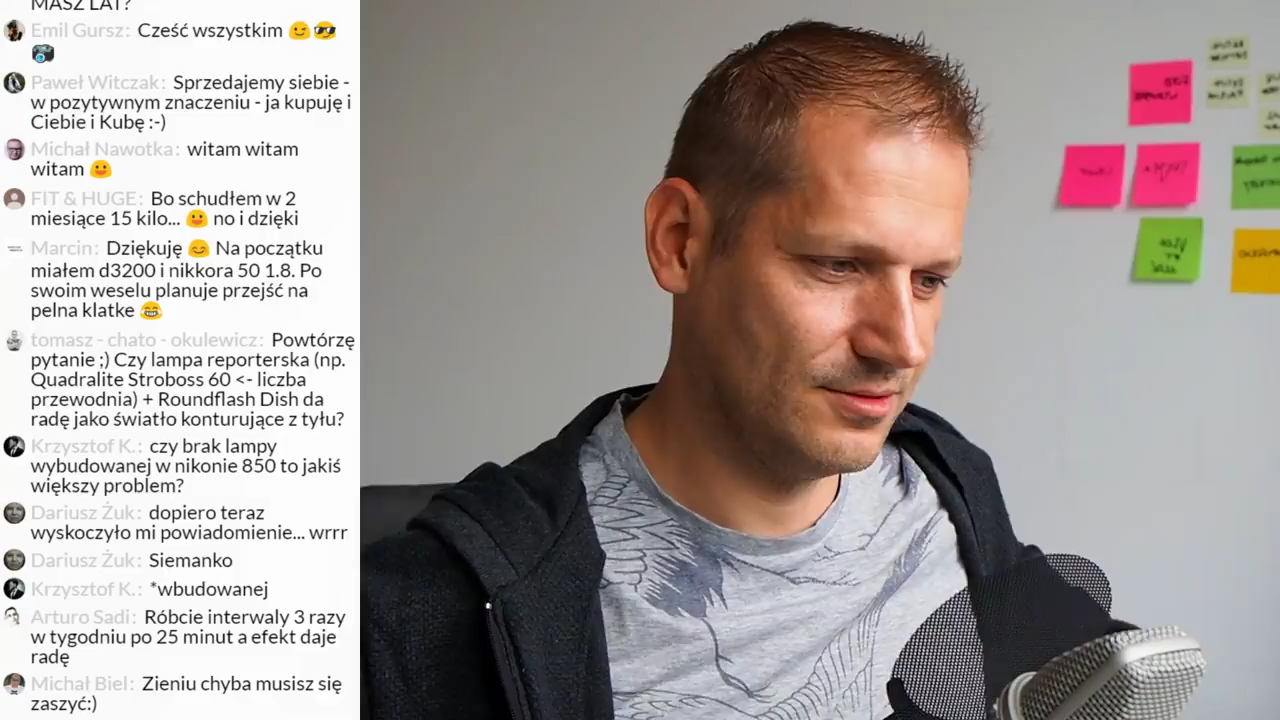 MASZ LAT?
Emil Gursz: Cześć wszystkim 😉😎
📸
Paweł Witczak: Sprzedajemy siebie -
w pozytywnym znaczeniu - ja kupuję i
Ciebie i Kubę :-)
Michał Nawotka: witam witam
witam 😃
FIT & HUGE: Bo schudłem w 2
miesiące 15 kilo... 😃 no i dzięki
Marcin: Dziękuję 😊 Na początku
miałem d3200 i nikkora 50 1.8. Po
swoim weselu planuje przejść na
pelna klatke 😂
tomasz - chato - okulewicz: Powtórzę
pytanie ;) Czy lampa reporterska (np.
Quadralite Stroboss 60 <- liczba
przewodnia) + Roundflash Dish da
radę jako światło konturujące z tyłu?
Krzysztof K.: czy brak lampy
wybudowanej w nikonie 850 to jakiś
większy problem?
Dariusz Żuk: dopiero teraz
wyskoczyło mi powiadomienie... wrrr
Dariusz Żuk: Siemanko
Krzysztof K.: *wbudowanej
Arturo Sadi: Róbcie interwaly 3 razy
w tygodniu po 25 minut a efekt daje
radę
Michał Biel: Zieniu chyba musisz się
zaszyć:)